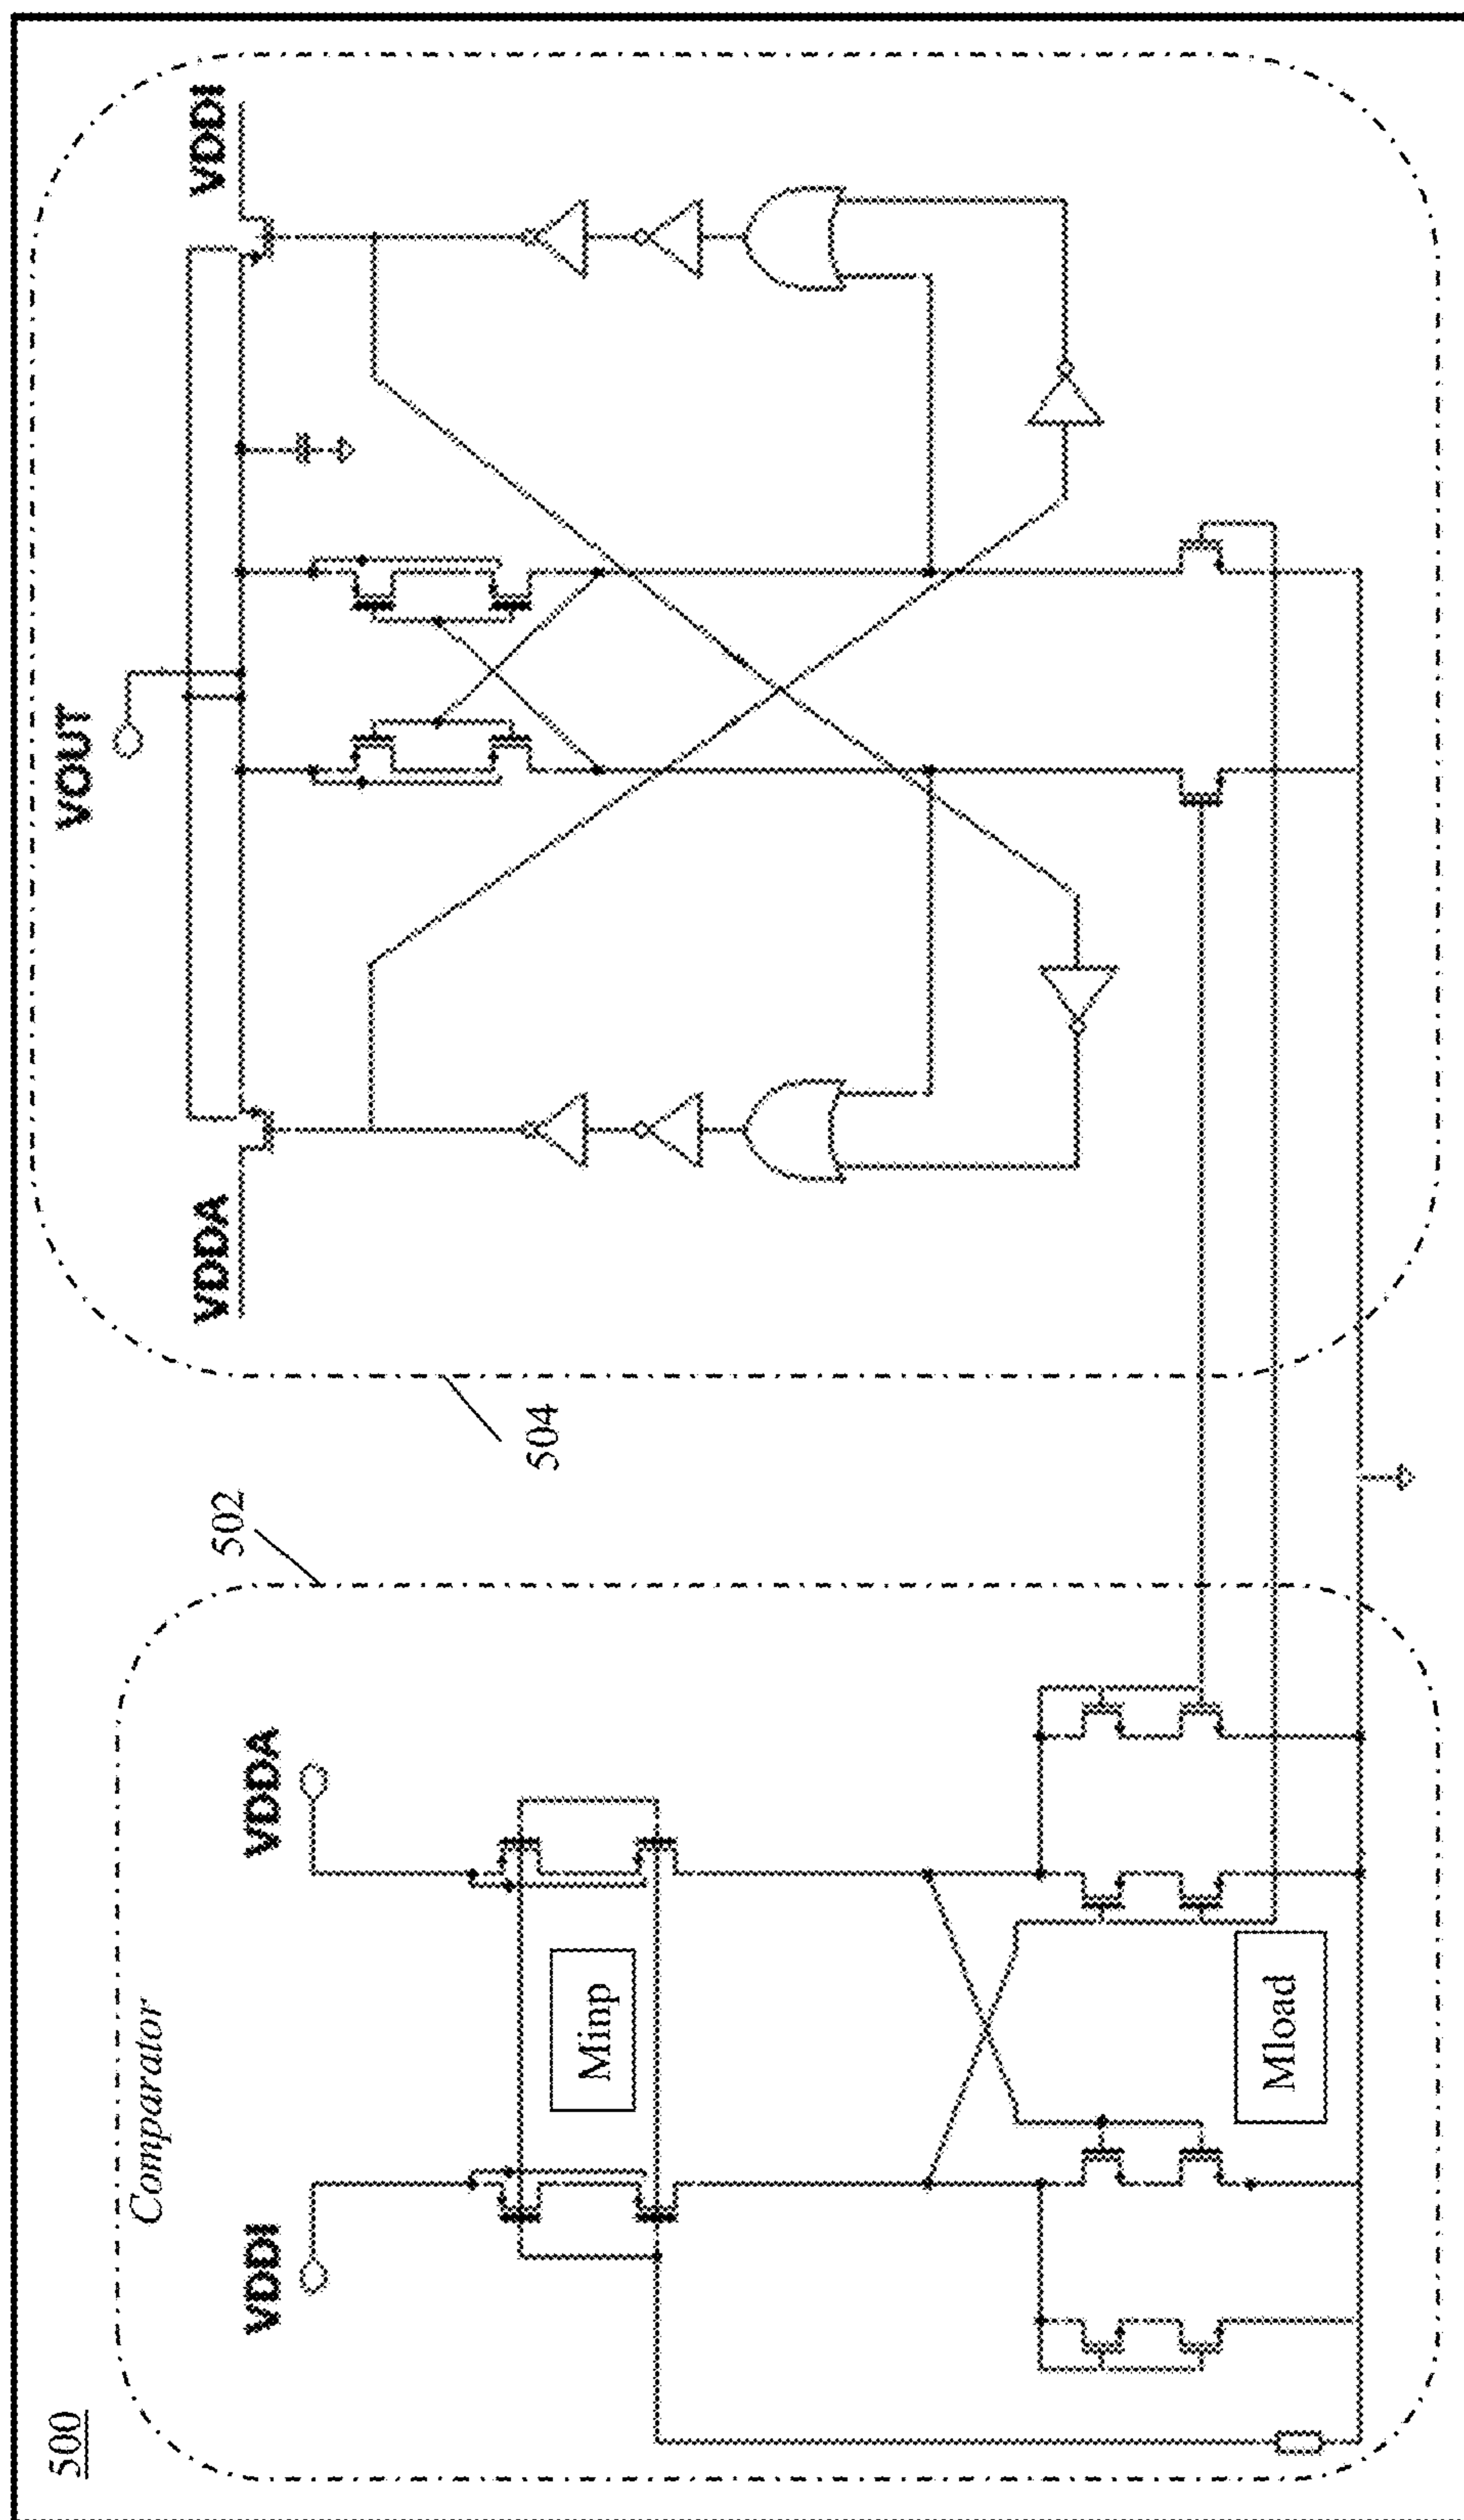 500
Comparator
VDDI
VDDA
Minp
Mload
502
504
VDDA
VOUT
VDDI